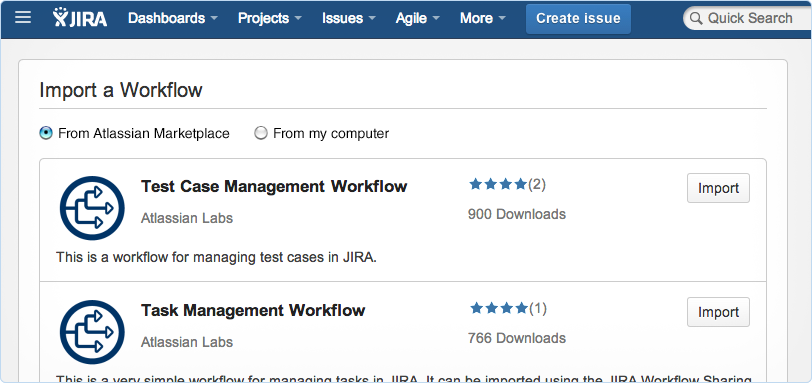 JIRA Dashboards Projects Issues Agile More Create issue Quick Search
Import a Workflow
From Atlassian Marketplace From my computer
Test Case Management Workflow (2) Import
Atlassian Labs 900 Downloads
This is a workflow for managing test cases in JIRA.
Task Management Workflow (1) Import
Atlassian Labs 766 Downloads
This is a very simple workflow for managing tasks in JIRA. It can be imported using the JIRA Workflow Sharing